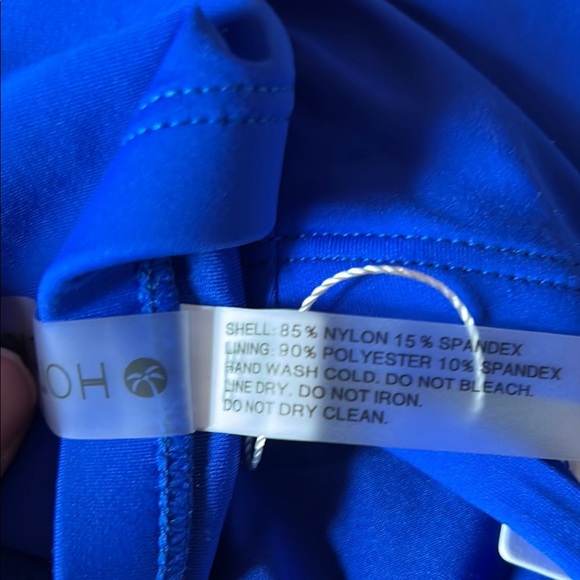 SHELL: 85% NYLON 15% SPANDEX
LINING: 90% POLYESTER 10% SPANDEX
HAND WASH COLD. DO NOT BLEACH.
LINE DRY. DO NOT IRON.
DO NOT DRY CLEAN.